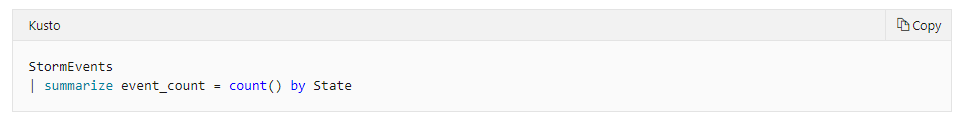 Kusto
Copy
StormEvents
| summarize event_count = count() by State